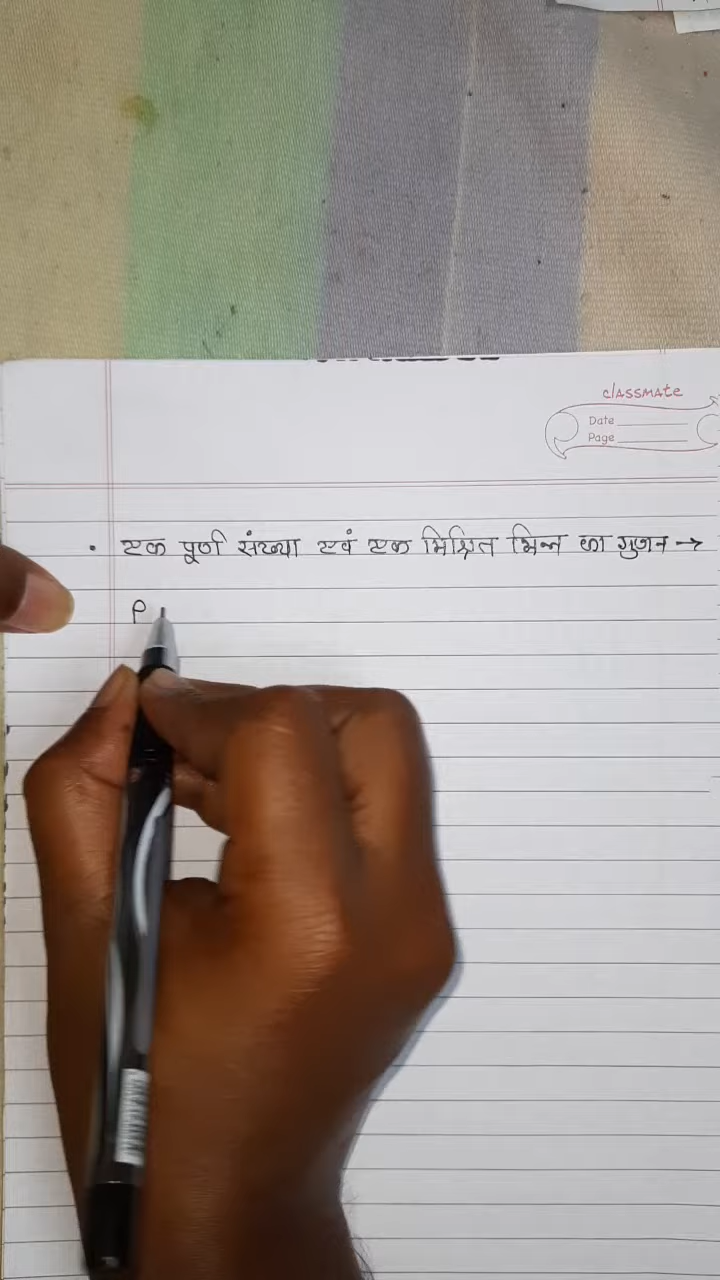 classmate
Date
Page
• एक पूर्ण संख्या एवं एक मिश्रित भिन्न का गुणन →
P